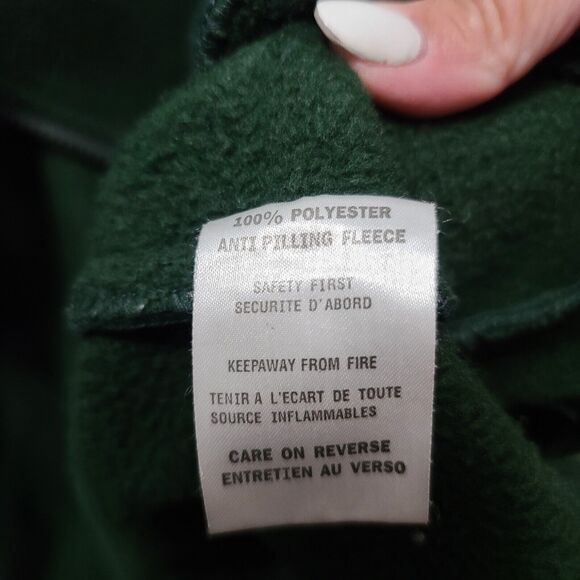 100% POLYESTER
ANTI PILLING FLEECE
SAFETY FIRST
SECURITE D'ABORD
KEEPAWAY FROM FIRE
TENIR A L'ECART DE TOUTE
SOURCE INFLAMMABLES
CARE ON REVERSE
ENTRETIEN AU VERSO